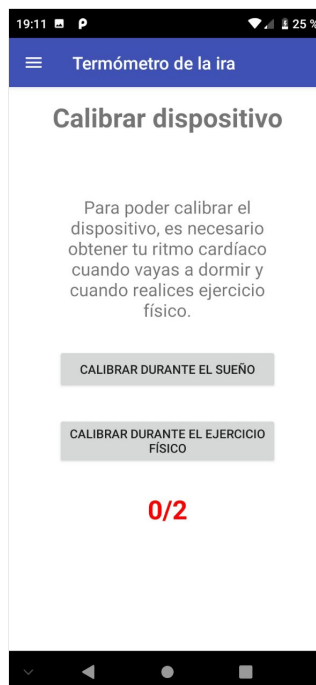 19:11 25 %
Termómetro de la ira
Calibrar dispositivo
Para poder calibrar el
dispositivo, es necesario
obtener tu ritmo cardíaco
cuando vayas a dormir y
cuando realices ejercicio
físico.
CALIBRAR DURANTE EL SUEÑO
CALIBRAR DURANTE EL EJERCICIO
FÍSICO
0/2